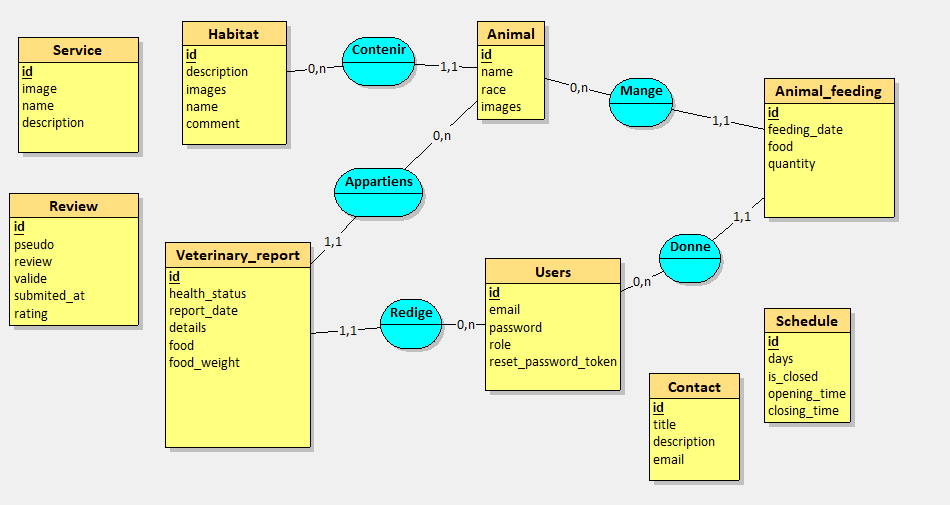 Service
id
image
name
description
Habitat
id
description
images
name
comment
0,n
Contenir
1,1
Animal
id
name
race
images
0,n
Mange
1,1
Animal_feeding
id
feeding_date
food
quantity
0,n
Appartiens
1,1
Review
id
pseudo
review
valide
submited_at
rating
Veterinary_report
id
health_status
report_date
details
food
food_weight
1,1
Redige
0,n
Users
id
email
password
role
reset_password_token
0,n
Donne
1,1
Contact
id
title
description
email
Schedule
id
days
is_closed
opening_time
closing_time